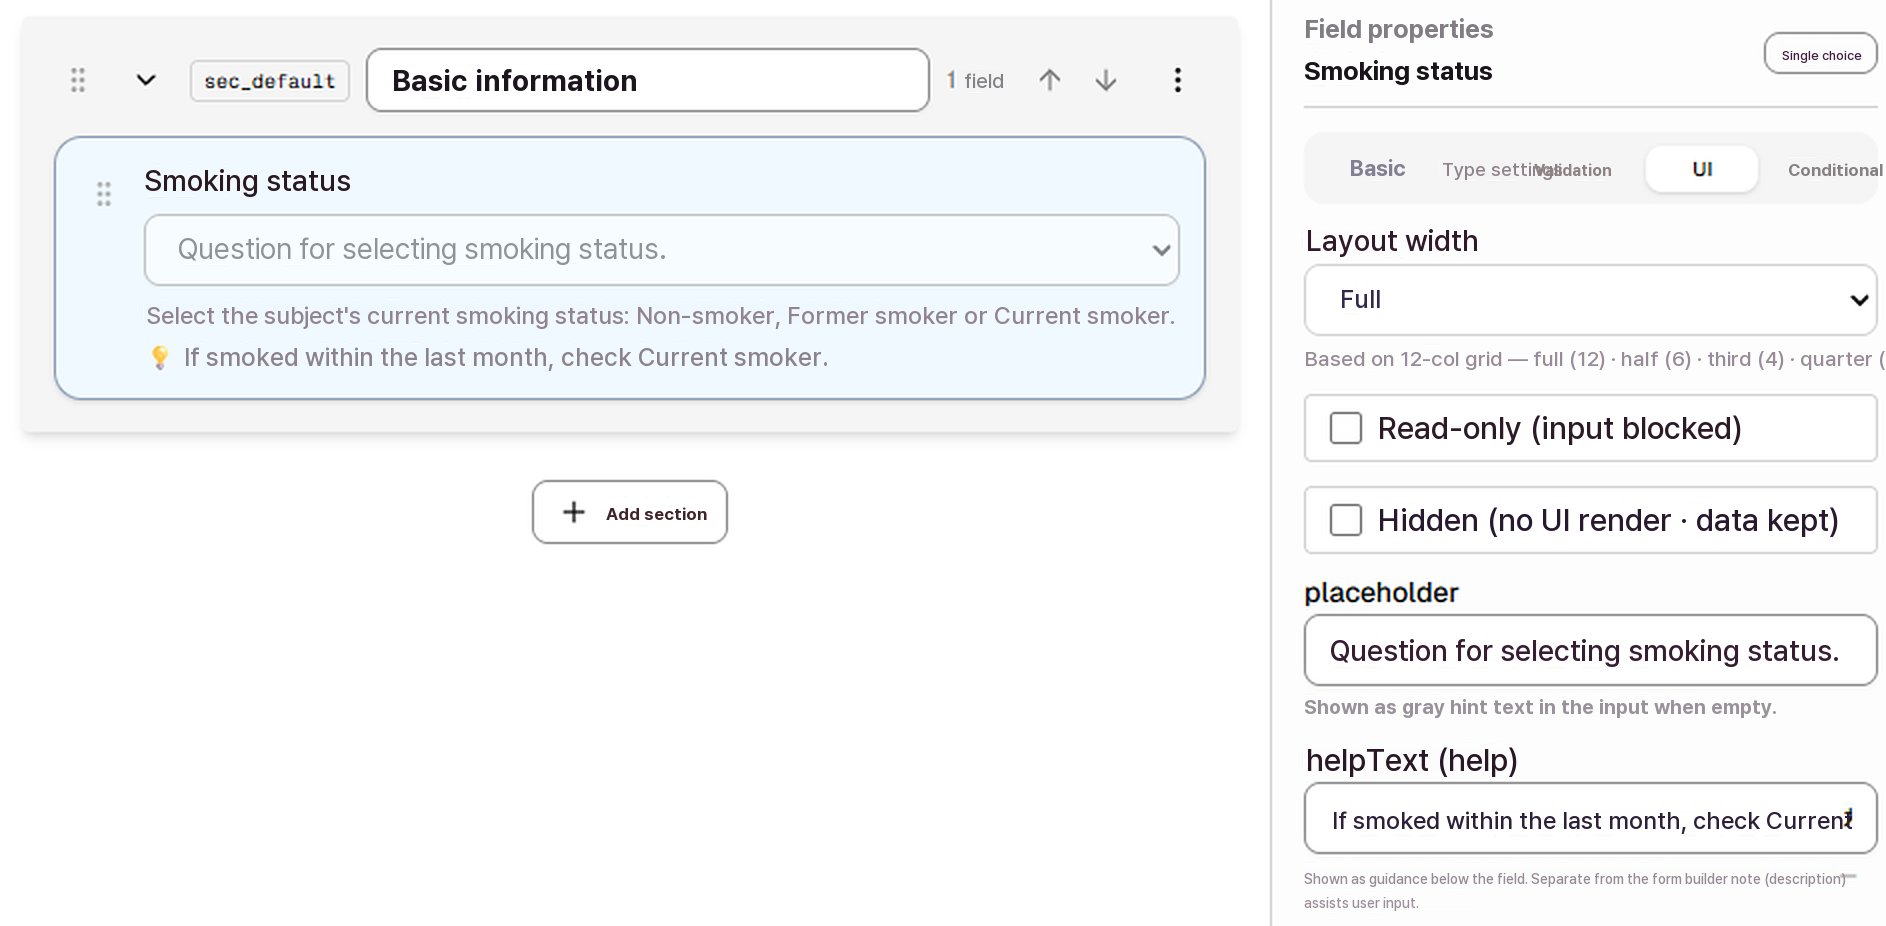 sec_default
Basic information
1 field
Smoking status
Question for selecting smoking status.
Select the subject's current smoking status: Non-smoker, Former smoker or Current smoker.
💡 If smoked within the last month, check Current smoker.
Add section
Field properties
Smoking status
Single choice
Basic Type settings Validation UI Conditional
Layout width
Full
Based on 12-col grid — full (12) · half (6) · third (4) · quarter (
Read-only (input blocked)
Hidden (no UI render · data kept)
placeholder
Question for selecting smoking status.
Shown as gray hint text in the input when empty.
helpText (help)
If smoked within the last month, check Current
Shown as guidance below the field. Separate from the form builder note (description)
assists user input.